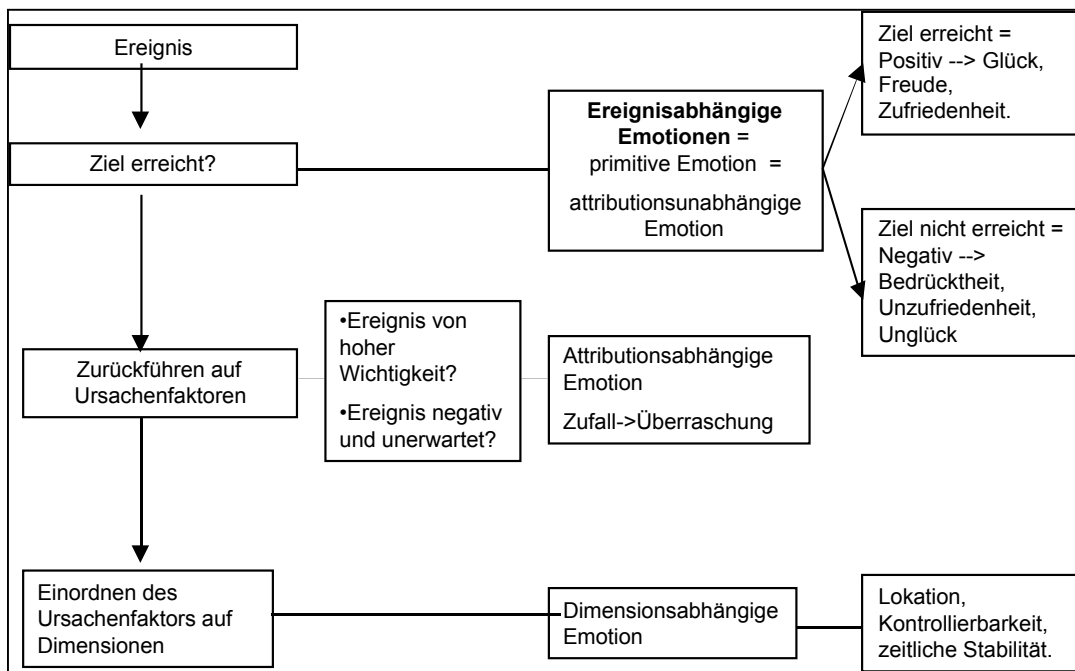 Ereignis
Ziel erreicht?
Ereignisabhängige
Emotionen =
primitive Emotion =
attributionsunabhängige
Emotion
Ziel erreicht =
Positiv --> Glück,
Freude,
Zufriedenheit.
Ziel nicht erreicht =
Negativ -->
Bedrücktheit,
Unzufriedenheit,
Unglück
Zurückführen auf
Ursachenfaktoren
•Ereignis von
hoher
Wichtigkeit?
•Ereignis negativ
und unerwartet?
Attributionsabhängige
Emotion
Zufall->Überraschung
Einordnen des
Ursachenfaktors auf
Dimensionen
Dimensionsabhängige
Emotion
Lokation,
Kontrollierbarkeit,
zeitliche Stabilität.